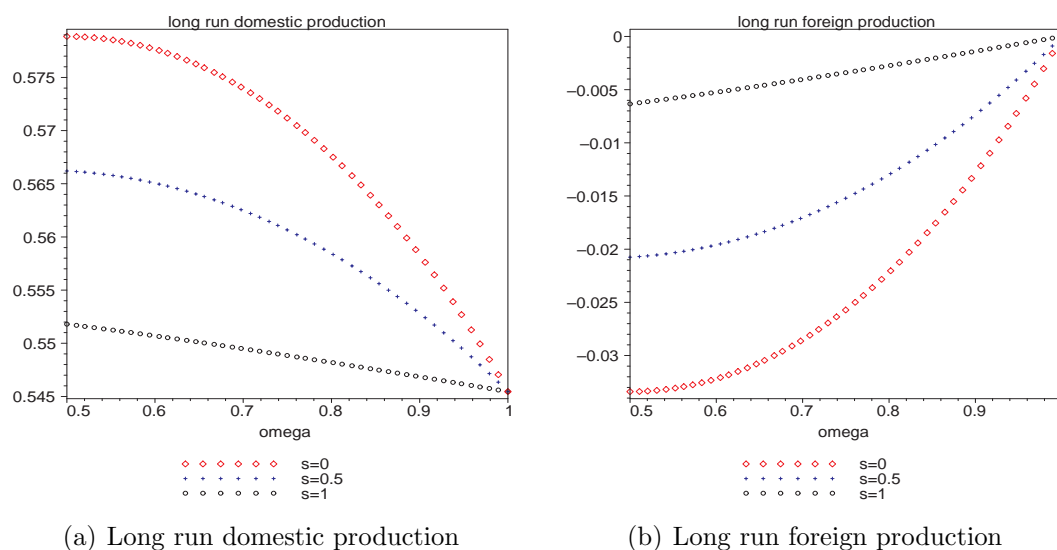 long run domestic production
0.575
0.57
0.565
0.56
0.555
0.55
0.545
0.5 0.6 0.7 0.8 0.9 1
omega
s=0
s=0.5
s=1
(a) Long run domestic production
long run foreign production
0
−0.005
−0.01
−0.015
−0.02
−0.025
−0.03
0.5 0.6 0.7 0.8 0.9
omega
s=0
s=0.5
s=1
(b) Long run foreign production